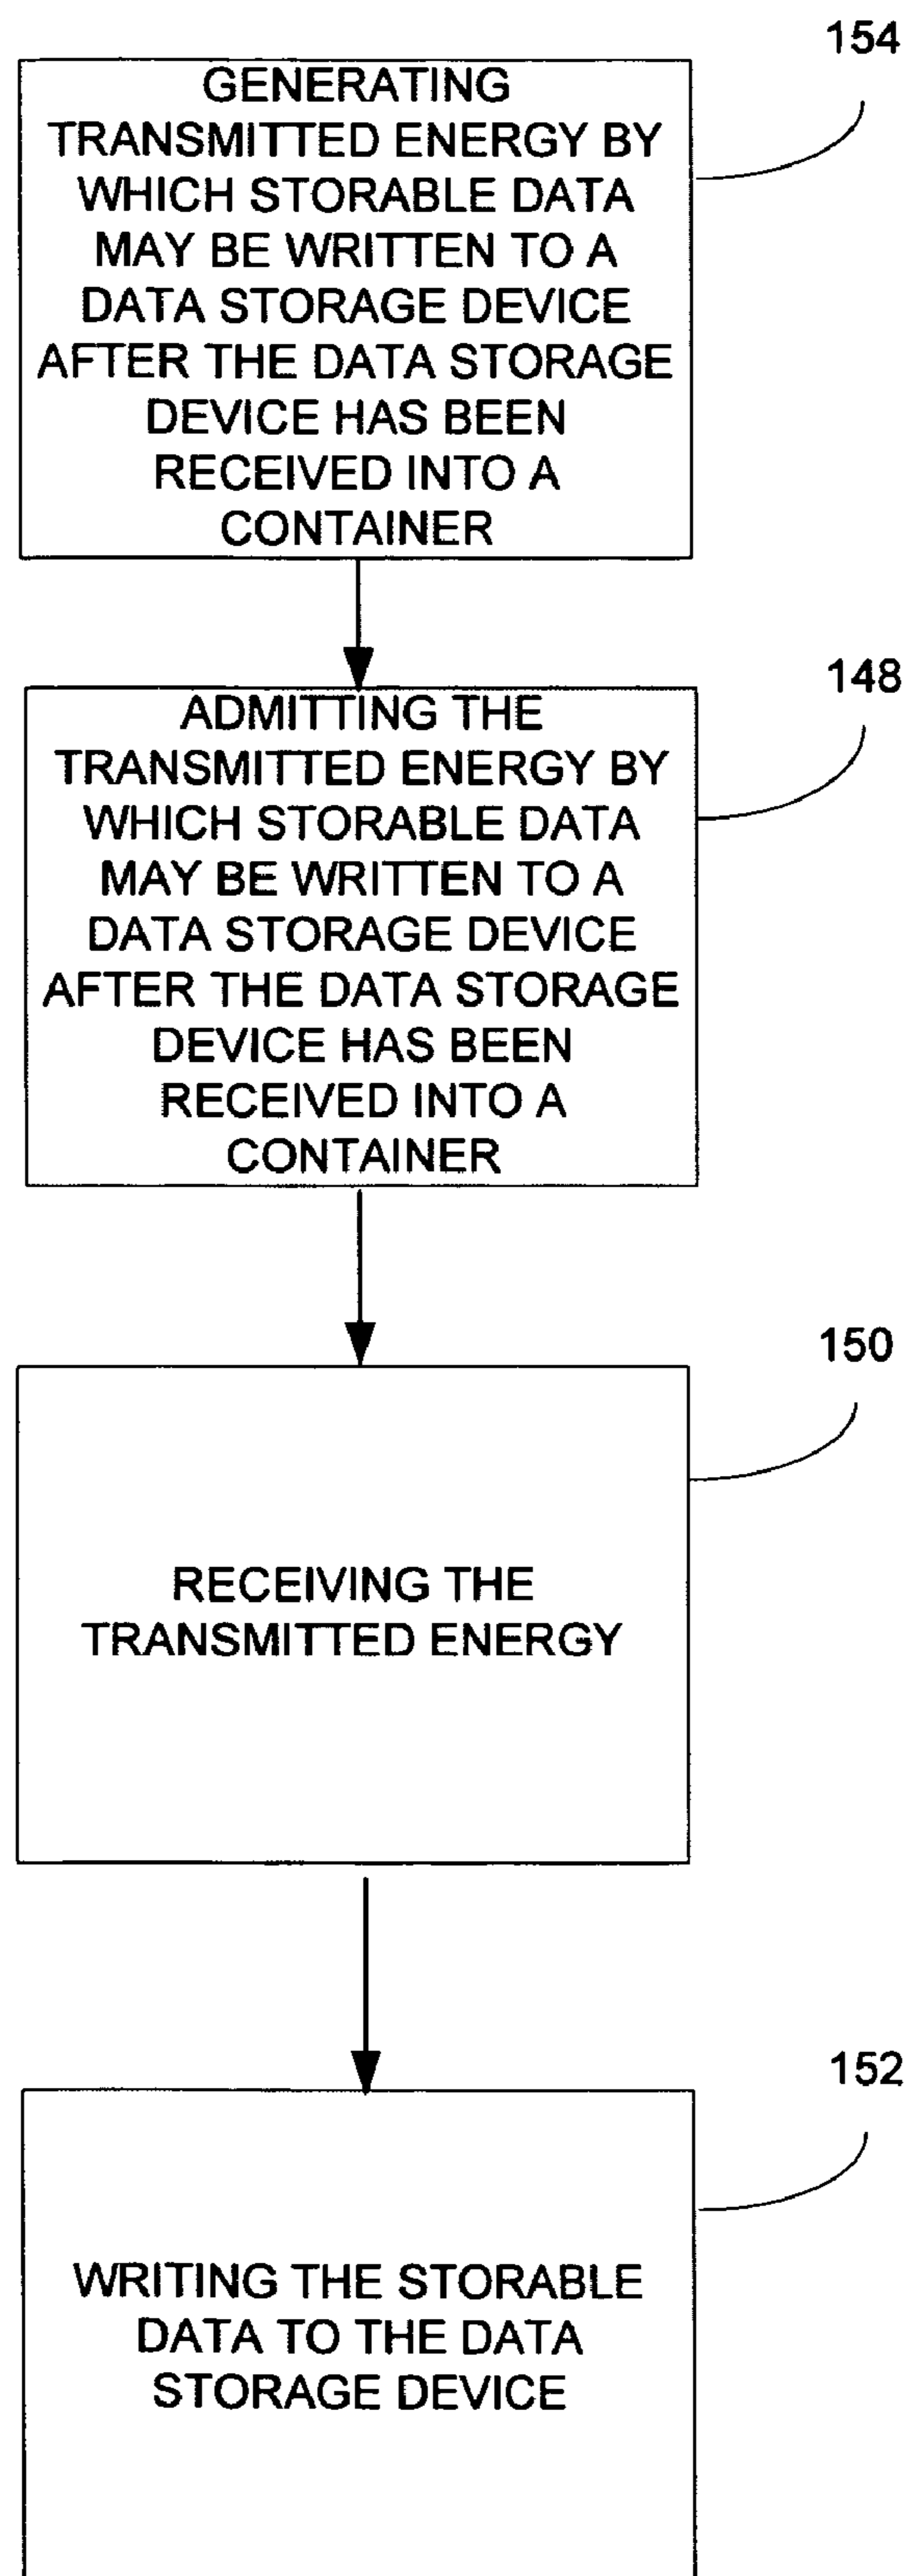 154
GENERATING
TRANSMITTED ENERGY BY
WHICH STORABLE DATA
MAY BE WRITTEN TO A
DATA STORAGE DEVICE
AFTER THE DATA STORAGE
DEVICE HAS BEEN
RECEIVED INTO A
CONTAINER
148
ADMITTING THE
TRANSMITTED ENERGY BY
WHICH STORABLE DATA
MAY BE WRITTEN TO A
DATA STORAGE DEVICE
AFTER THE DATA STORAGE
DEVICE HAS BEEN
RECEIVED INTO A
CONTAINER
150
RECEIVING THE
TRANSMITTED ENERGY
152
WRITING THE STORABLE
DATA TO THE DATA
STORAGE DEVICE